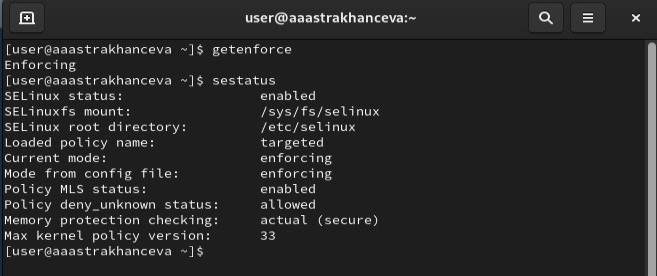 user@aaastrakhanceva:~
[user@aaastrakhanceva ~]$ getenforce
Enforcing
[user@aaastrakhanceva ~]$ sestatus
SELinux status:                 enabled
SELinuxfs mount:                /sys/fs/selinux
SELinux root directory:         /etc/selinux
Loaded policy name:             targeted
Current mode:                   enforcing
Mode from config file:          enforcing
Policy MLS status:              enabled
Policy deny_unknown status:     allowed
Memory protection checking:     actual (secure)
Max kernel policy version:      33
[user@aaastrakhanceva ~]$